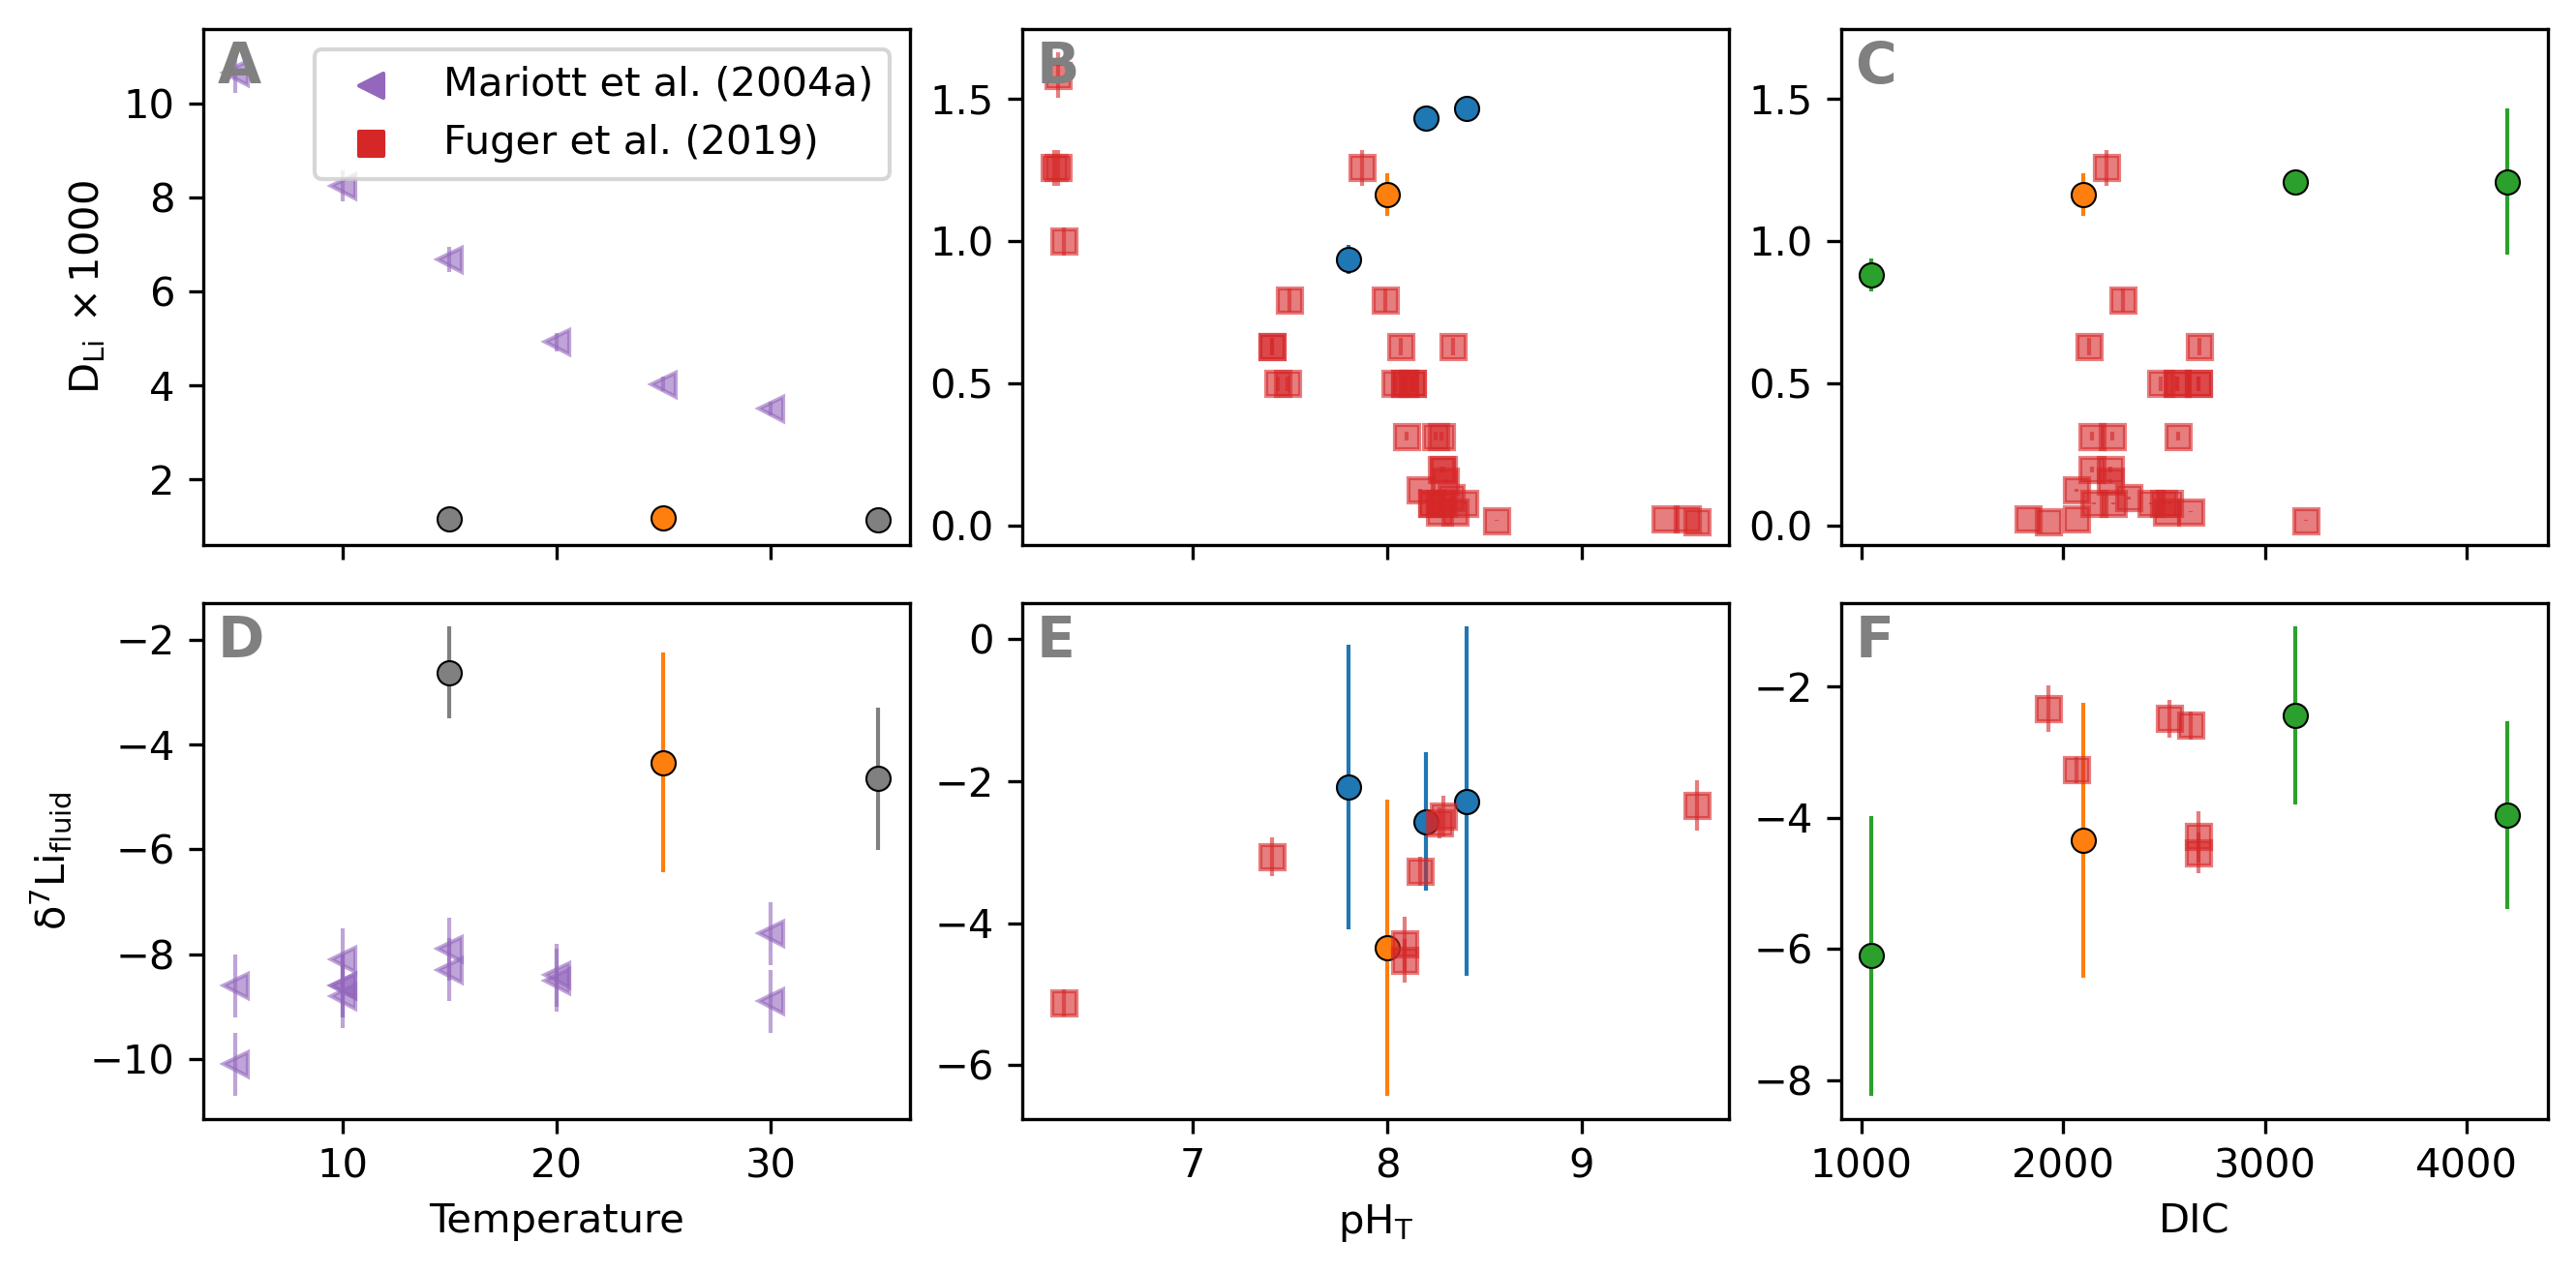 A
Mariott et al. (2004a)
Fuger et al. (2019)
10
8
6
4
2
D_Li × 1000
B
1.5
1.0
0.5
0.0
C
1.5
1.0
0.5
0.0
D
−2
−4
−6
−8
−10
δ⁷Li_fluid
10 20 30
Temperature
E
0
−2
−4
−6
7 8 9
pH_T
F
−2
−4
−6
−8
1000 2000 3000 4000
DIC